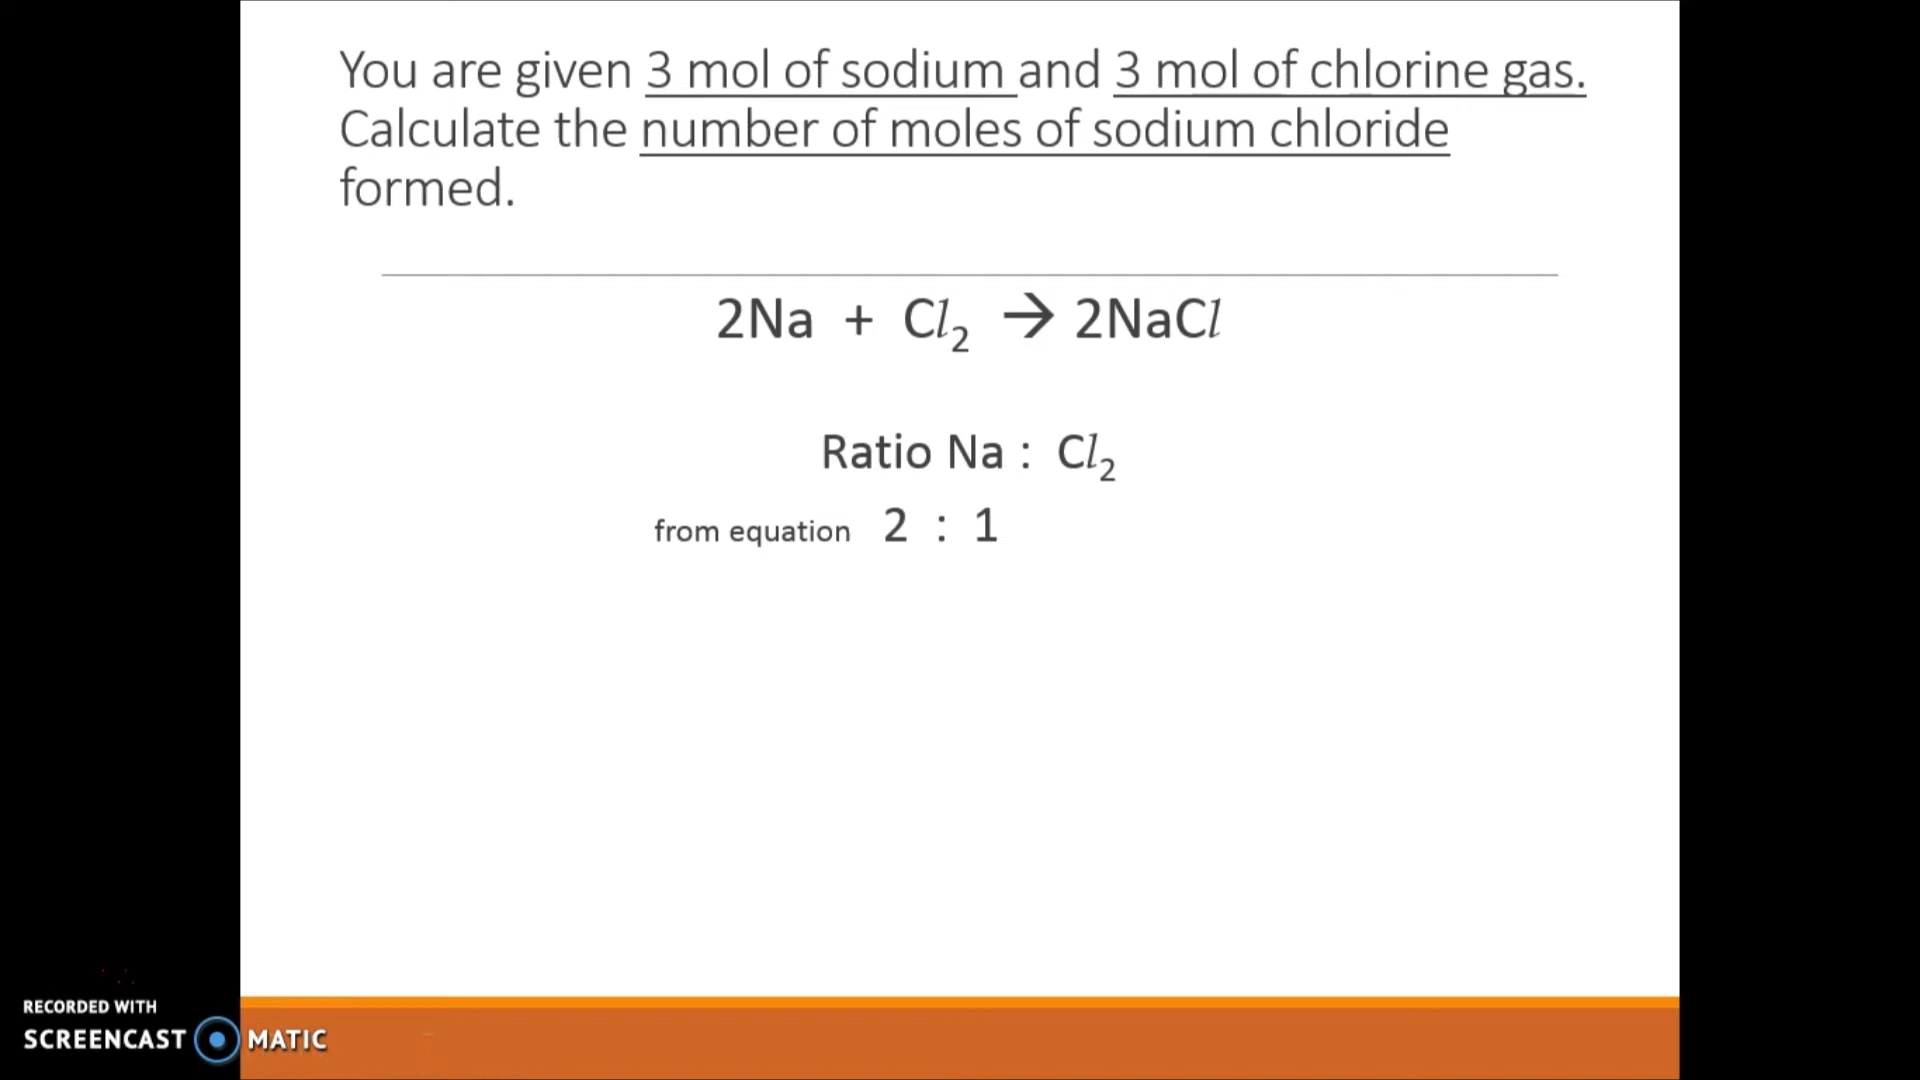 You are given 3 mol of sodium and 3 mol of chlorine gas.
Calculate the number of moles of sodium chloride
formed.
2Na + Cl₂ → 2NaCl
Ratio Na : Cl₂
from equation 2 : 1
RECORDED WITH
SCREENCAST MATIC